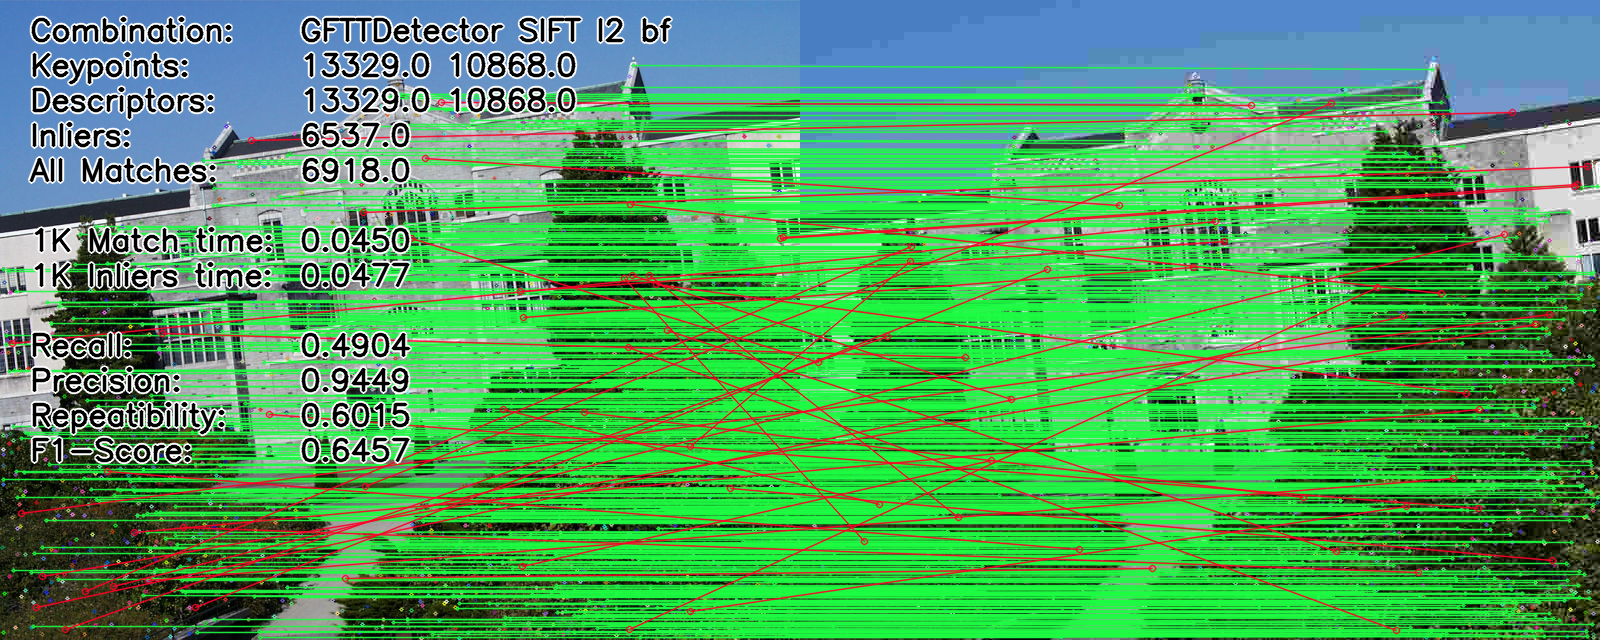 Combination: GFTTDetector SIFT l2 bf
Keypoints: 13329.0 10868.0
Descriptors: 13329.0 10868.0
Inliers: 6537.0
All Matches: 6918.0
1K Match time: 0.0450
1K Inliers time: 0.0477
Recall: 0.4904
Precision: 0.9449
Repeatibility: 0.6015
F1-Score: 0.6457